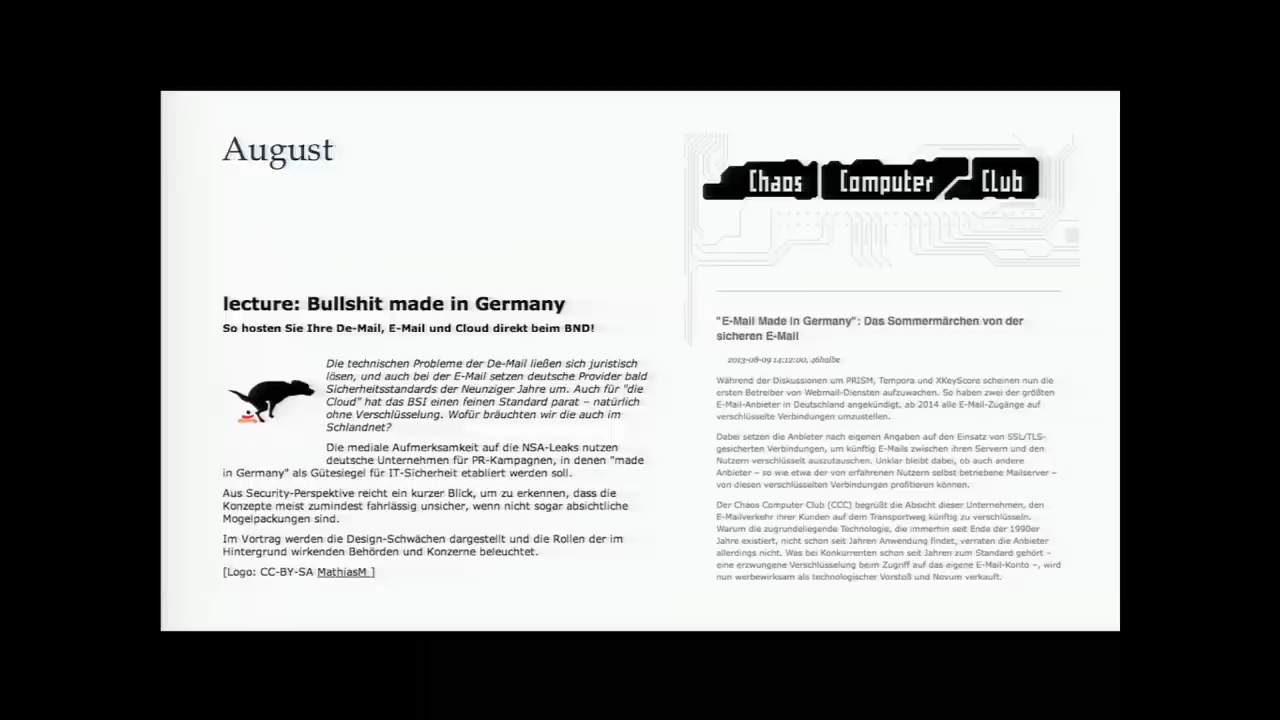 August
lecture: Bullshit made in Germany
So hosten Sie Ihre De-Mail, E-Mail und Cloud direkt beim BND!
Die technischen Probleme der De-Mail ließen sich juristisch
lösen, und auch bei der E-Mail setzen deutsche Provider bald
Sicherheitsstandards der Neunziger Jahre um. Auch für "die
Cloud" hat das BSI einen feinen Standard parat – natürlich
ohne Verschlüsselung. Wofür bräuchten wir die auch im
Schlandnet?
Die mediale Aufmerksamkeit auf die NSA-Leaks nutzen
deutsche Unternehmen für PR-Kampagnen, in denen "made
in Germany" als Gütesiegel für IT-Sicherheit etabliert werden soll.
Aus Security-Perspektive reicht ein kurzer Blick, um zu erkennen, dass die
Konzepte meist zumindest fahrlässig unsicher, wenn nicht sogar absichtliche
Mogelpackungen sind.
Im Vortrag werden die Design-Schwächen dargestellt und die Rollen der im
Hintergrund wirkenden Behörden und Konzerne beleuchtet.
[Logo: CC-BY-SA MathiasM ]
Chaos Computer Club
"E-Mail Made in Germany": Das Sommermärchen von der
sicheren E-Mail
2013-08-09 14:12:00, 46halbe
Während der Diskussionen um PRISM, Tempora und XKeyScore scheinen nun die
ersten Betreiber von Webmail-Diensten aufzuwachen. So haben zwei der größten
E-Mail-Anbieter in Deutschland angekündigt, ab 2014 alle E-Mail-Zugänge auf
verschlüsselte Verbindungen umzustellen.
Dabei setzen die Anbieter nach eigenen Angaben auf den Einsatz von SSL/TLS-
gesicherten Verbindungen, um künftig E-Mails zwischen ihren Servern und den
Nutzern verschlüsselt auszutauschen. Unklar bleibt dabei, ob auch andere
Anbieter – so wie etwa der von erfahrenen Nutzern selbst betriebene Mailserver –
von diesen verschlüsselten Verbindungen profitieren können.
Der Chaos Computer Club (CCC) begrüßt die Absicht dieser Unternehmen, den
E-Mailverkehr ihrer Kunden auf dem Transportweg künftig zu verschlüsseln.
Warum die zugrundeliegende Technologie, die immerhin seit Ende der 1990er
Jahre existiert, nicht schon seit Jahren Anwendung findet, verraten die Anbieter
allerdings nicht. Was bei Konkurrenten schon seit Jahren zum Standard gehört –
eine erzwungene Verschlüsselung beim Zugriff auf das eigene E-Mail-Konto –, wird
nun werbewirksam als technologischer Vorstoß und Novum verkauft.